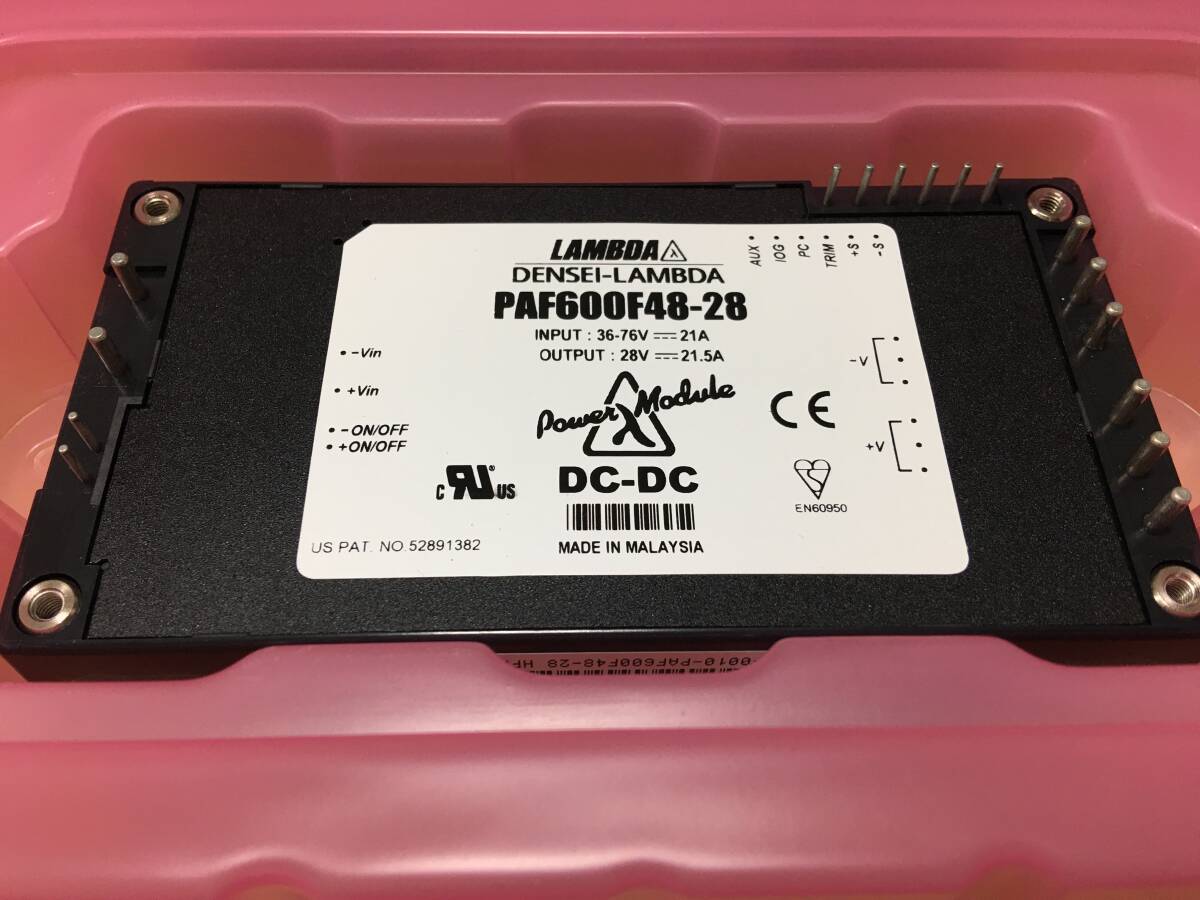 LAMBDA
DENSEI-LAMBDA
PAF600F48-28
INPUT : 36-76V ⎓ 21A
OUTPUT : 28V ⎓ 21.5A
AUX
IOG
PC
TRIM
+S
-S
-Vin
+Vin
-ON/OFF
+ON/OFF
-V
+V
Power Module
λ
DC-DC
CE
C RU ® US
EN60950
US PAT. NO.52891382
MADE IN MALAYSIA
0010-PAF600F48-28